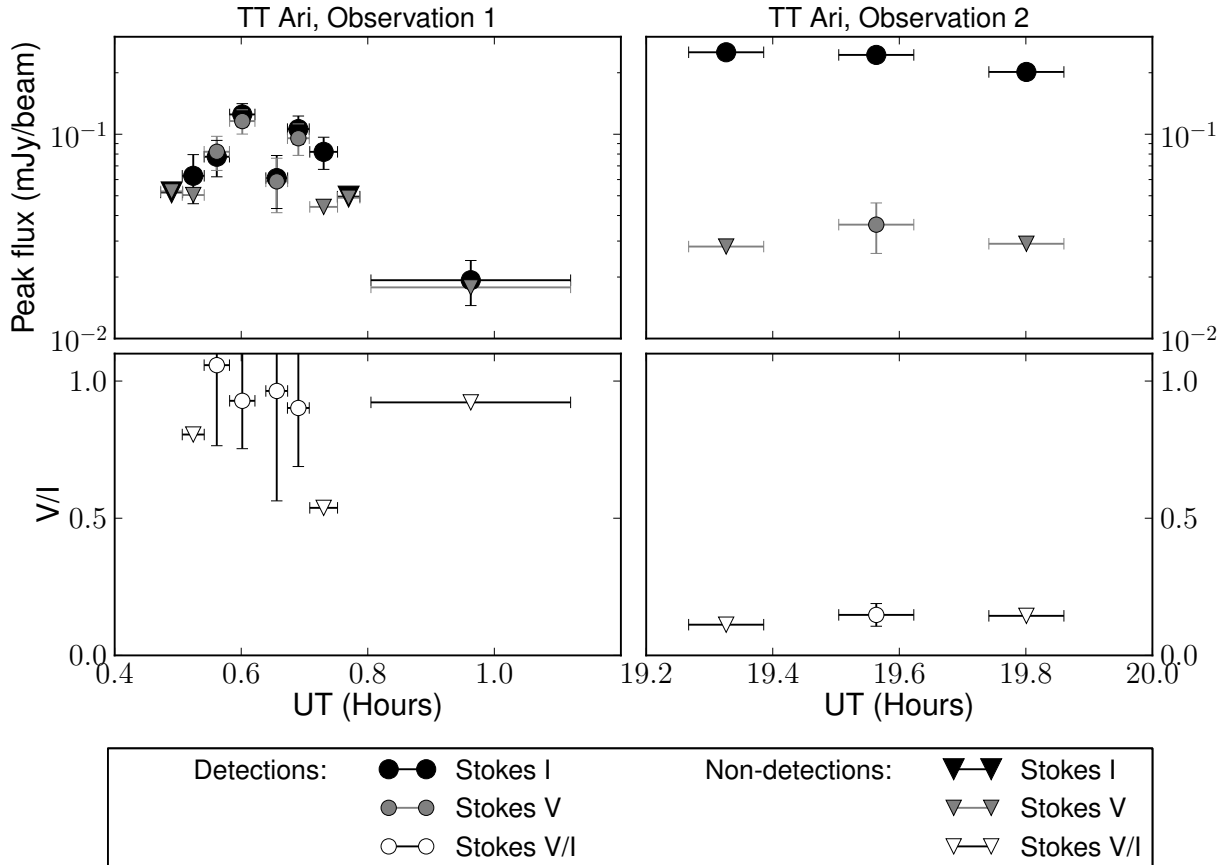 TT Ari, Observation 1
TT Ari, Observation 2
Peak flux (mJy/beam)
10⁻¹
10⁻²
10⁻¹
10⁻²
V/I
1.0
0.5
0.0
1.0
0.5
0.0
0.4 0.6 0.8 1.0
19.2 19.4 19.6 19.8 20.0
UT (Hours)
UT (Hours)
Detections: Stokes I Non-detections: Stokes I
Stokes V Stokes V
Stokes V/I Stokes V/I